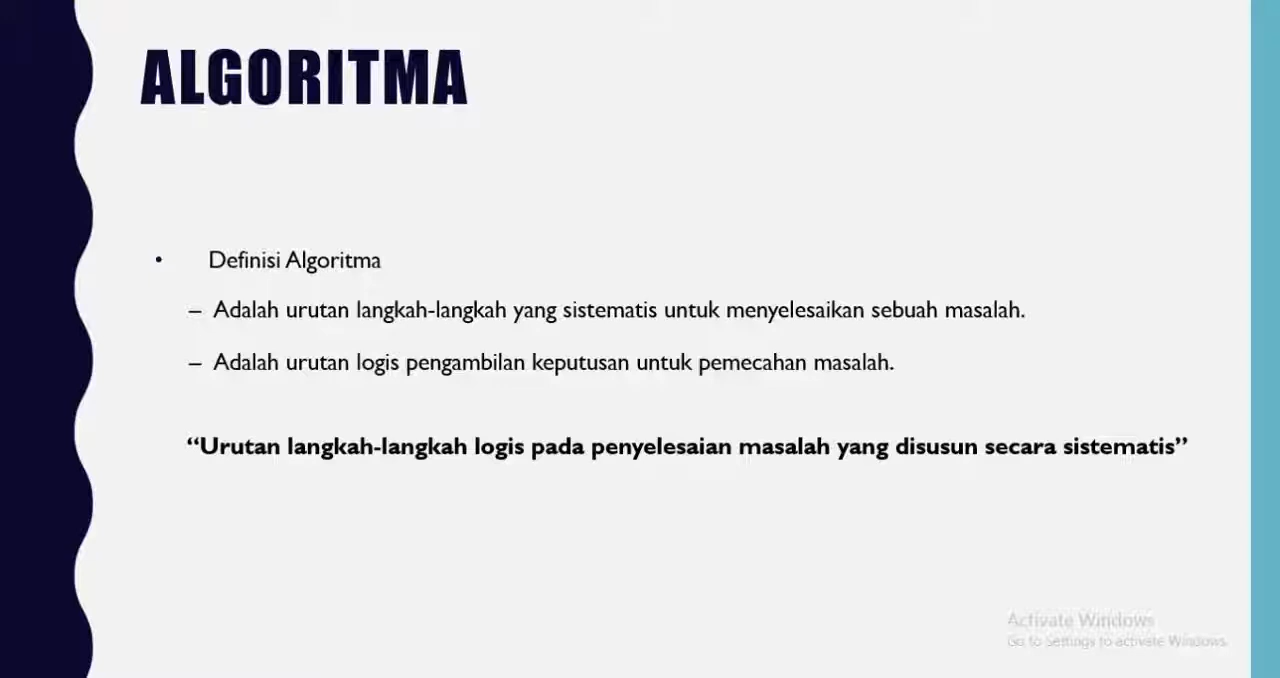 ALGORITMA
• Definisi Algoritma
– Adalah urutan langkah-langkah yang sistematis untuk menyelesaikan sebuah masalah.
– Adalah urutan logis pengambilan keputusan untuk pemecahan masalah.
“Urutan langkah-langkah logis pada penyelesaian masalah yang disusun secara sistematis”
Activate Windows
Go to Settings to activate Windows.